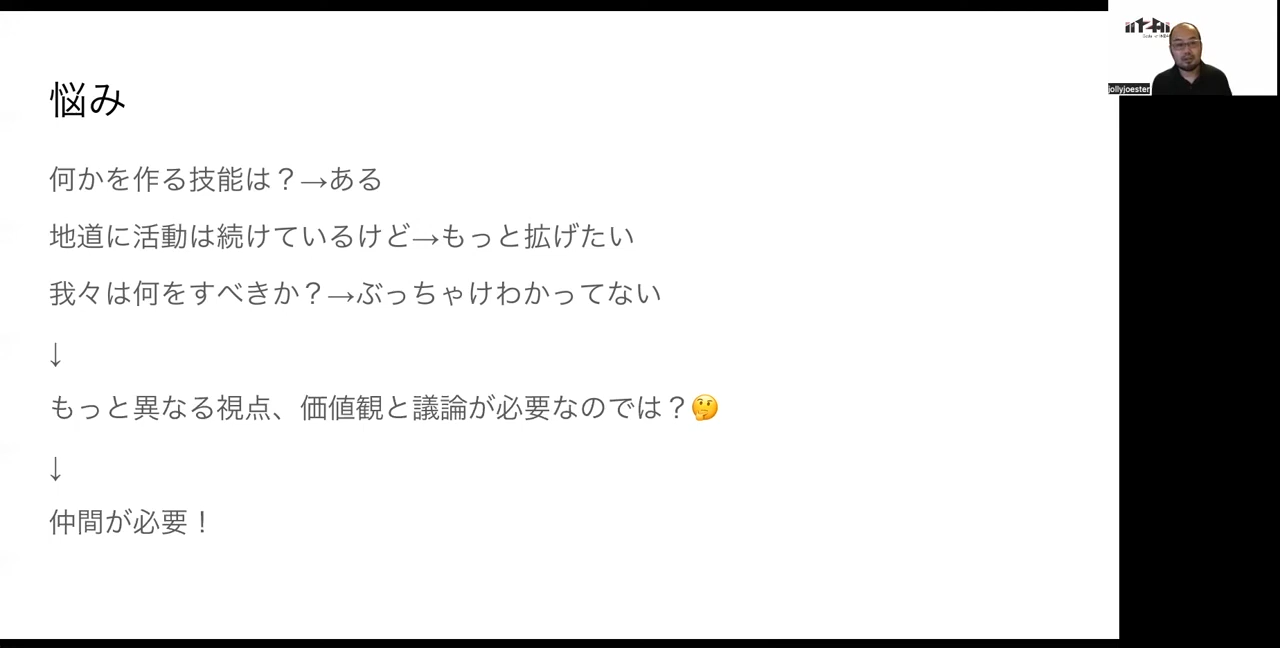 悩み
何かを作る技能は？→ある
地道に活動は続けているけど→もっと拡げたい
我々は何をすべきか？→ぶっちゃけわかってない
↓
もっと異なる視点、価値観と議論が必要なのでは？🤔
↓
仲間が必要！
jollyjoester